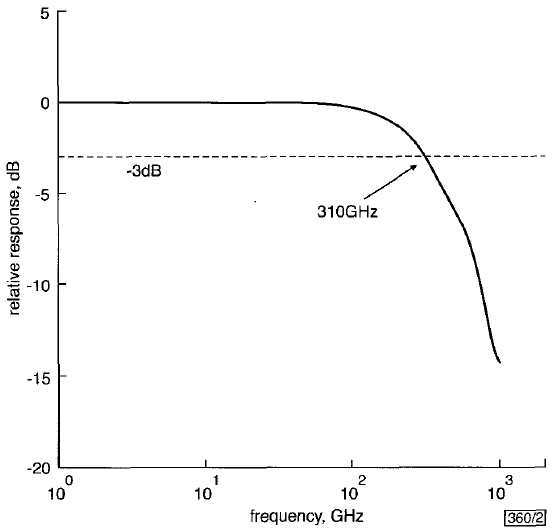 5
0
-3dB
-5
310GHz
-10
-15
-20
10^0
10^1
10^2
10^3
relative response, dB
frequency, GHz
360/2